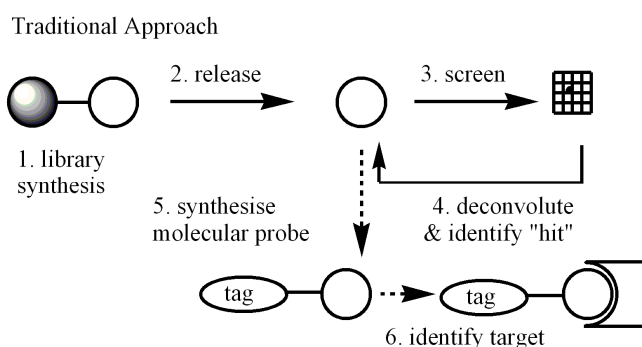 Traditional Approach
2. release
3. screen
1. library
synthesis
5. synthesise
molecular probe
4. deconvolute
& identify "hit"
tag
tag
6. identify target